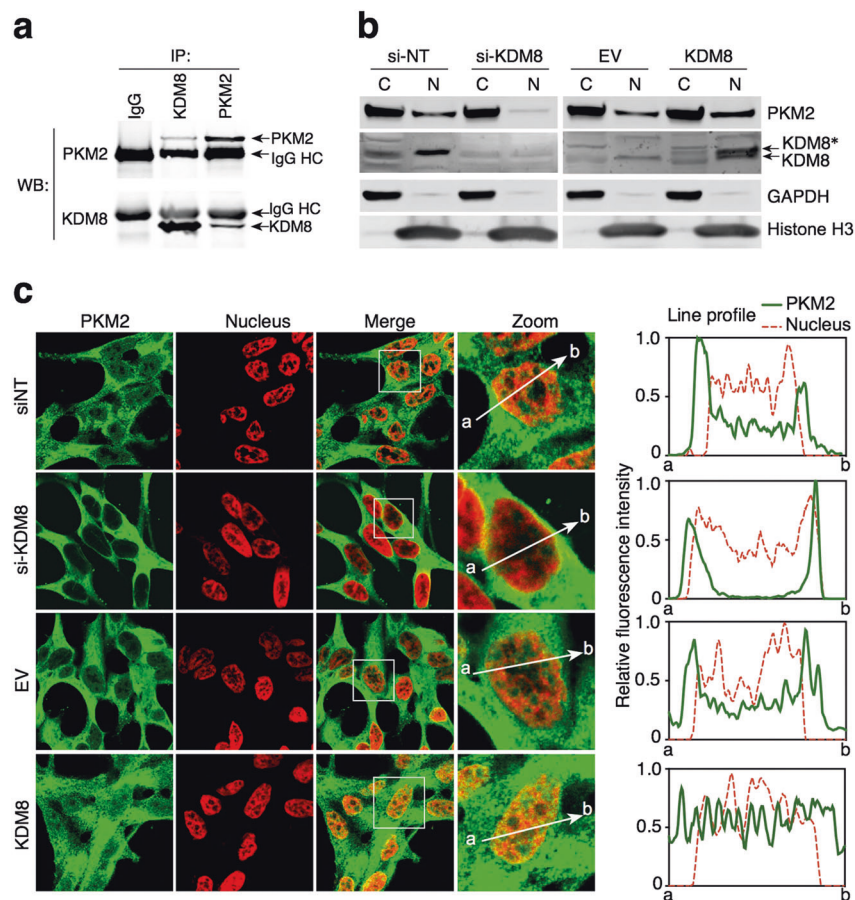 a
IP:
IgG
KDM8
PKM2
WB:
PKM2
PKM2
IgG HC
KDM8
IgG HC
KDM8
b
si-NT si-KDM8 EV KDM8
C N C N C N C N
PKM2
KDM8*
KDM8
GAPDH
Histone H3
c
PKM2 Nucleus Merge Zoom
Line profile
PKM2
Nucleus
siNT
a
b
si-KDM8
a
b
EV
a
b
KDM8
a
b
Relative fluorescence intensity
1.0
0.5
0
a b
1.0
0.5
0
a b
1.0
0.5
0
a b
1.0
0.5
0
a b